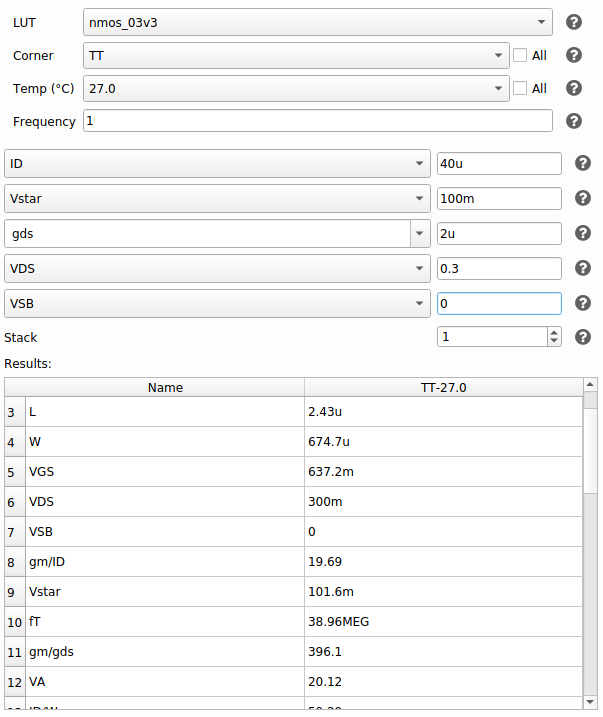 LUT nmos_03v3 ?
Corner TT All ?
Temp (°C) 27.0 All ?
Frequency 1 ?
ID 40u ?
Vstar 100m ?
gds 2u ?
VDS 0.3 ?
VSB 0 ?
Stack 1 ?
Results:
Name TT-27.0
3 L 2.43u
4 W 674.7u
5 VGS 637.2m
6 VDS 300m
7 VSB 0
8 gm/ID 19.69
9 Vstar 101.6m
10 fT 38.96MEG
11 gm/gds 396.1
12 VA 20.12